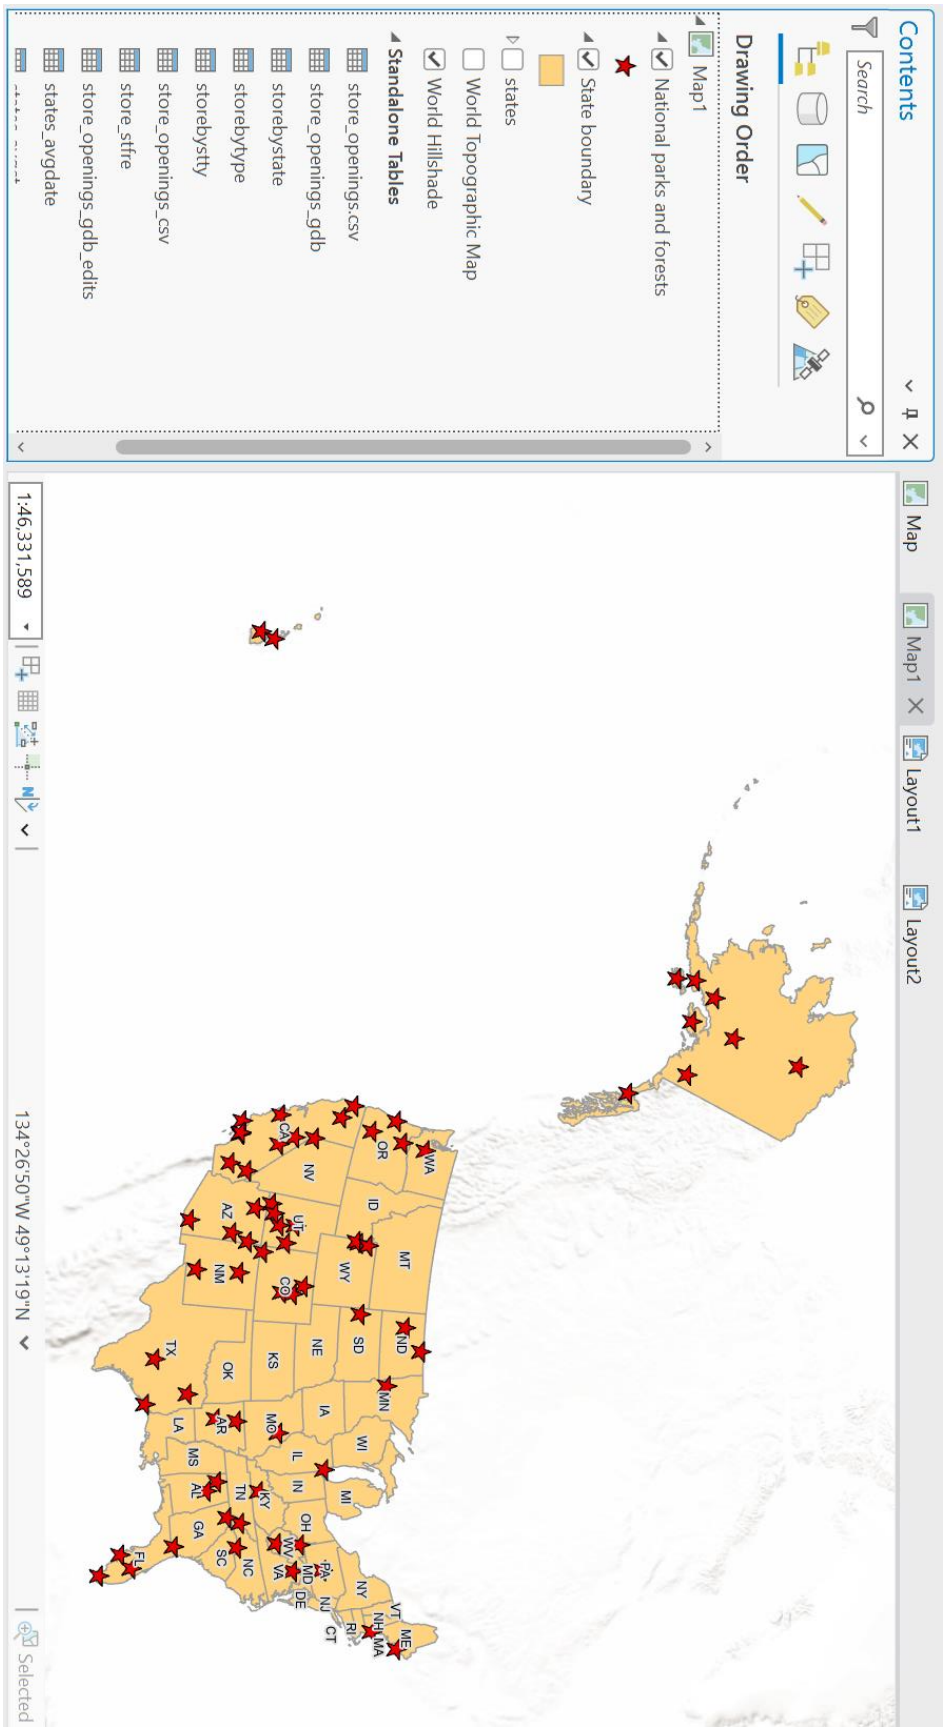 Contents
Search
Drawing Order
Map1
National parks and forests
State boundary
states
World Topographic Map
World Hillshade
Standalone Tables
store_openings.csv
store_openings_gdb
storebystate
storebytype
storebystty
store_openings_csv
store_stfre
store_openings_gdb_edits
states_avgdate
Map
Map1
Layout1
Layout2
WA
MT
ND
MN
ME
VT
OR
ID
WY
SD
WI
MI
NY
NH
MA
RI
CT
NV
UT
CO
NE
IA
IL
IN
OH
PA
NJ
CA
KS
MO
KY
WV
MD
DE
VA
AZ
NM
OK
AR
TN
NC
SC
TX
LA
MS
AL
GA
FL
1:46,331,589
N
134°26'50"W 49°13'19"N
Selected